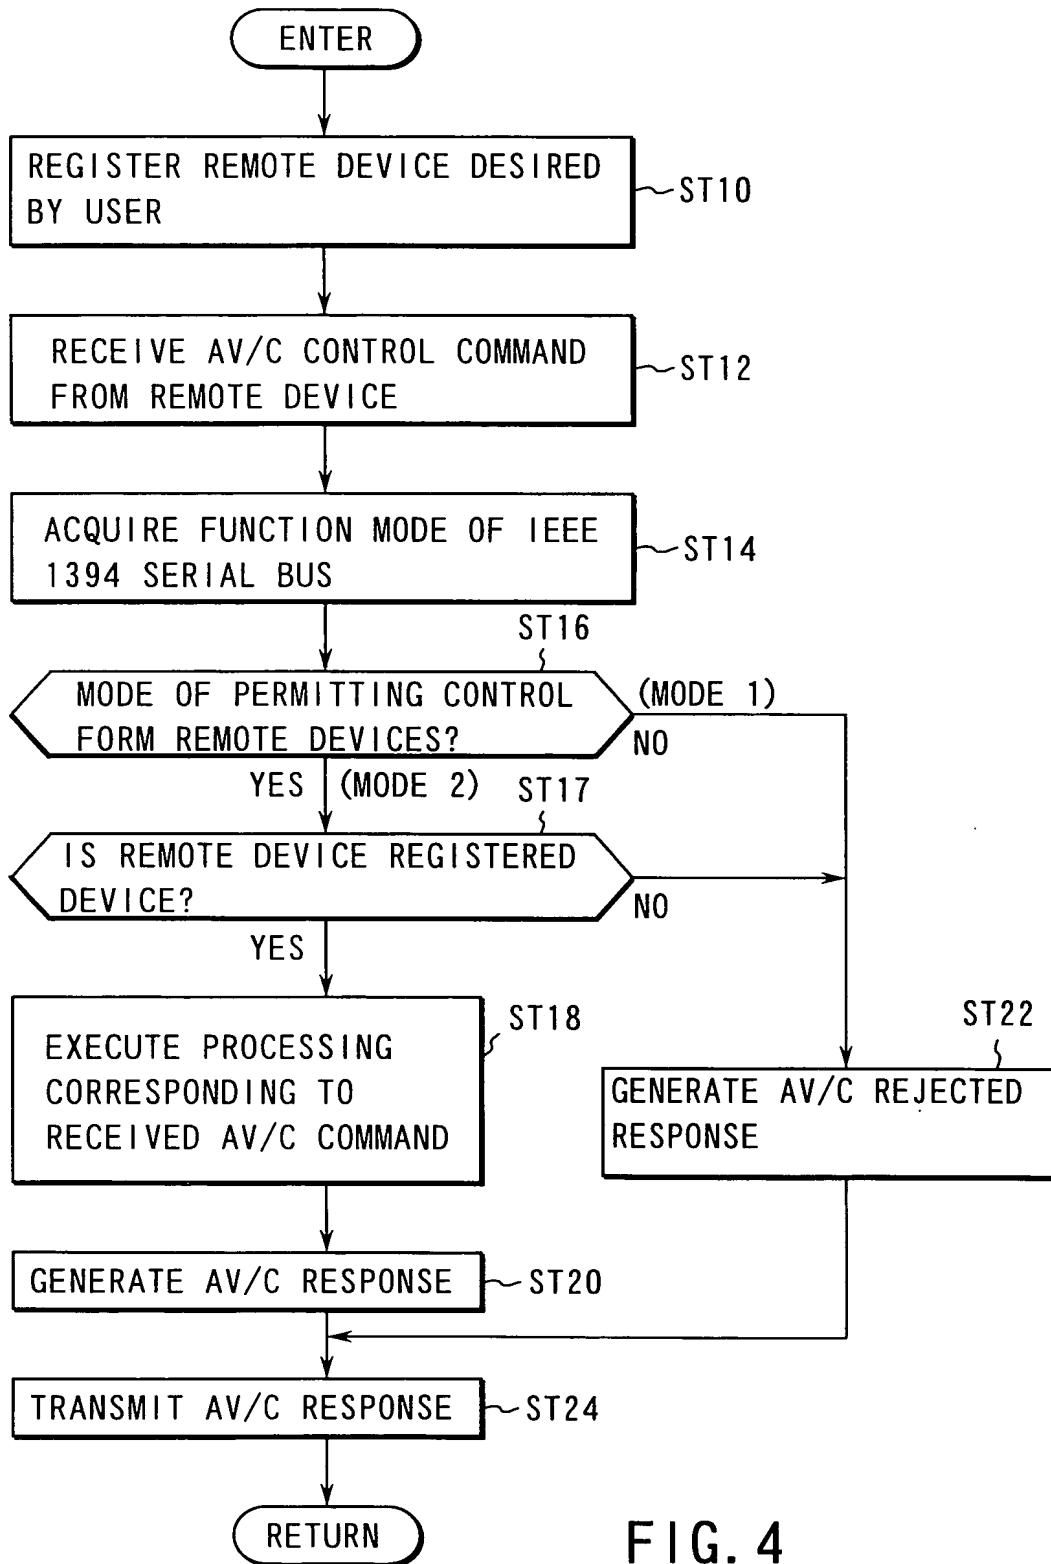 ENTER
REGISTER REMOTE DEVICE DESIRED
BY USER
ST10
RECEIVE AV/C CONTROL COMMAND
FROM REMOTE DEVICE
ST12
ACQUIRE FUNCTION MODE OF IEEE
1394 SERIAL BUS
ST14
ST16
MODE OF PERMITTING CONTROL
FORM REMOTE DEVICES?
(MODE 1)
NO
YES (MODE 2)
ST17
IS REMOTE DEVICE REGISTERED
DEVICE?
NO
YES
ST18
EXECUTE PROCESSING
CORRESPONDING TO
RECEIVED AV/C COMMAND
ST22
GENERATE AV/C REJECTED
RESPONSE
GENERATE AV/C RESPONSE
ST20
TRANSMIT AV/C RESPONSE
ST24
RETURN
FIG. 4